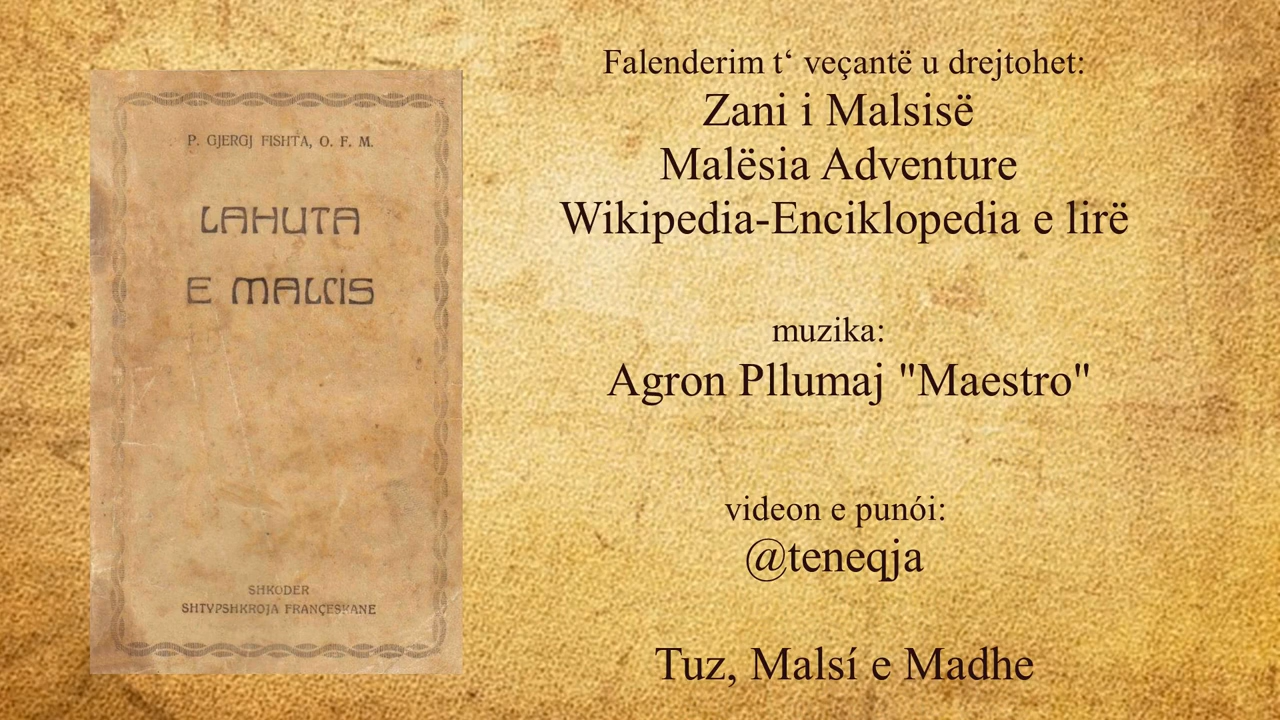 P. GJERGJ FISHTA, O. F. M.
LAHUTA
E MALCIS
SHKODER
SHTYPSHKROJA FRANÇESKANE
Falenderim t‘ veçantë u drejtohet:
Zani i Malsisë
Malësia Adventure
Wikipedia-Enciklopedia e lirë
muzika:
Agron Pllumaj "Maestro"
videon e punói:
@teneqja
Tuz, Malsí e Madhe